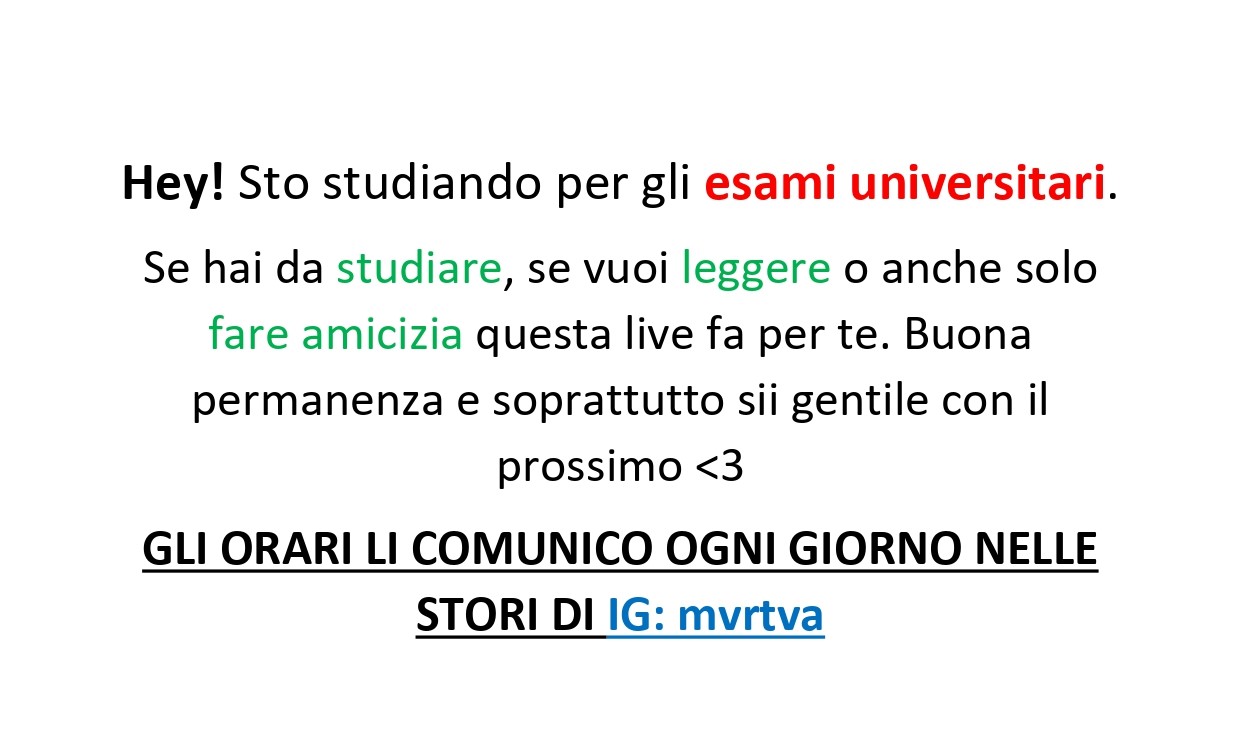 Hey! Sto studiando per gli esami universitari.
Se hai da studiare, se vuoi leggere o anche solo
fare amicizia questa live fa per te. Buona
permanenza e soprattutto sii gentile con il
prossimo <3
GLI ORARI LI COMUNICO OGNI GIORNO NELLE
STORI DI IG: mvrtva